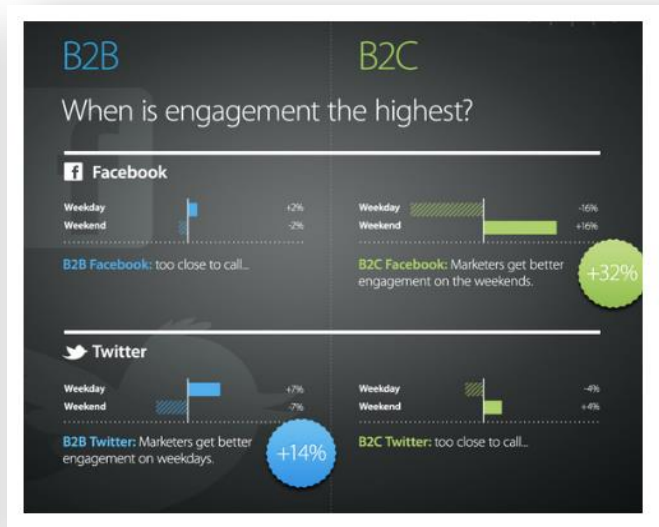 B2B
B2C
When is engagement the highest?
f Facebook
Weekday +2%
Weekend -2%
B2B Facebook: too close to call...
Weekday -16%
Weekend +16%
B2C Facebook: Marketers get better
engagement on the weekends.
+32%
Twitter
Weekday +7%
Weekend -7%
B2B Twitter: Marketers get better
engagement on weekdays.
+14%
Weekday -4%
Weekend +4%
B2C Twitter: too close to call...